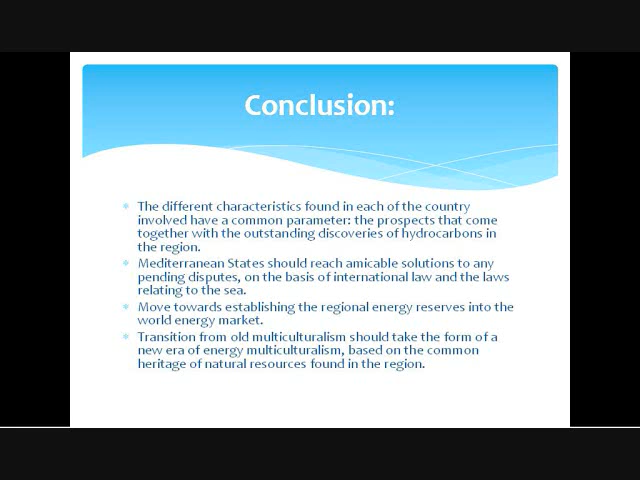 Conclusion:
The different characteristics found in each of the country
involved have a common parameter: the prospects that come
together with the outstanding discoveries of hydrocarbons in
the region.
Mediterranean States should reach amicable solutions to any
pending disputes, on the basis of international law and the laws
relating to the sea.
Move towards establishing the regional energy reserves into the
world energy market.
Transition from old multiculturalism should take the form of a
new era of energy multiculturalism, based on the common
heritage of natural resources found in the region.